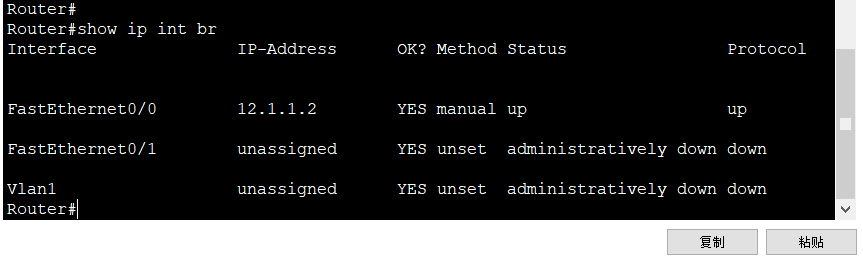 Router#
Router#show ip int br
Interface IP-Address OK? Method Status Protocol
FastEthernet0/0 12.1.1.2 YES manual up up
FastEthernet0/1 unassigned YES unset administratively down down
Vlan1 unassigned YES unset administratively down down
Router#
复制 粘贴